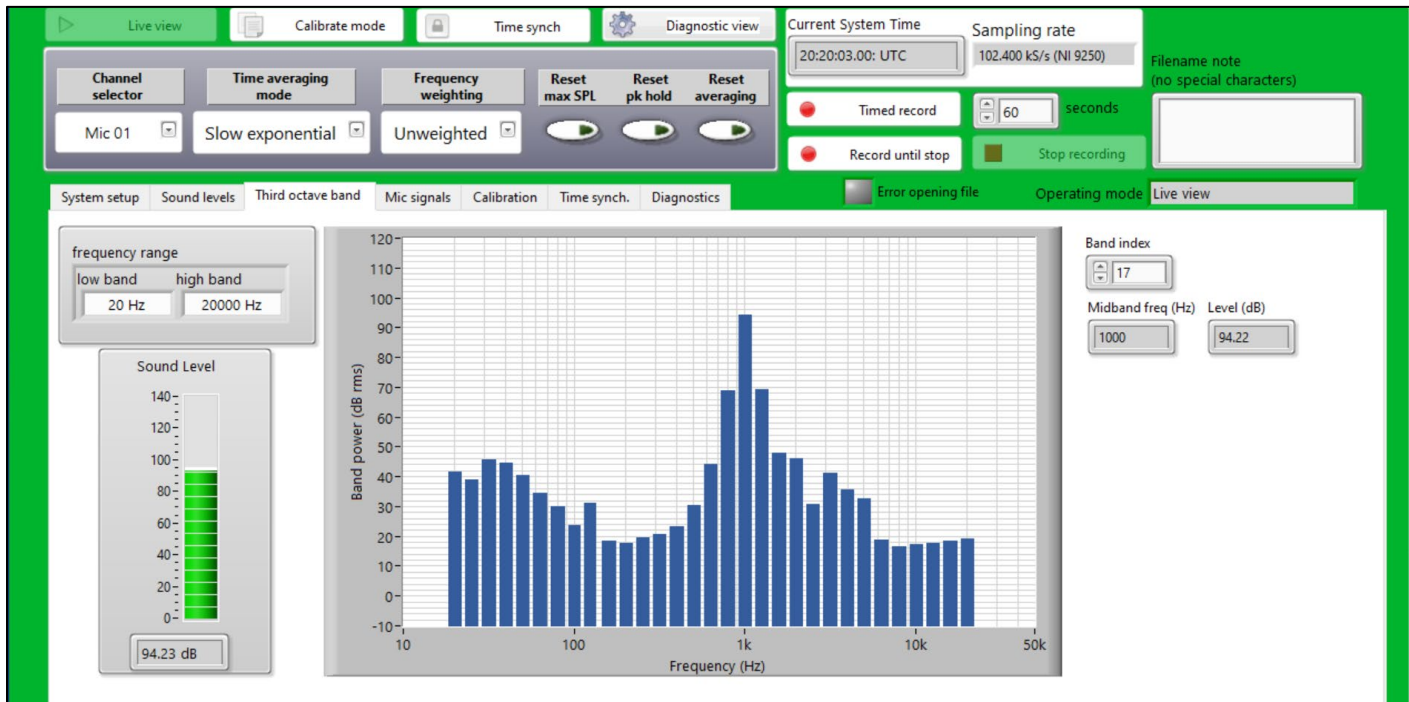 Live view
Calibrate mode
Time synch
Diagnostic view
Current System Time
20:20:03.00: UTC
Sampling rate
102.400 kS/s (NI 9250)
Filename note
(no special characters)
Channel
selector
Mic 01
Time averaging
mode
Slow exponential
Frequency
weighting
Unweighted
Reset
max SPL
Reset
pk hold
Reset
averaging
Timed record
60
seconds
Record until stop
Stop recording
Error opening file
Operating mode
Live view
System setup
Sound levels
Third octave band
Mic signals
Calibration
Time synch.
Diagnostics
frequency range
low band
high band
20 Hz
20000 Hz
Sound Level
140-
120-
100-
80-
60-
40-
20-
0-
94.23 dB
Band power (dB rms)
120-
110-
100-
90-
80-
70-
60-
50-
40-
30-
20-
10-
0-
-10-
10
100
1k
10k
50k
Frequency (Hz)
Band index
17
Midband freq (Hz)
Level (dB)
1000
94.22